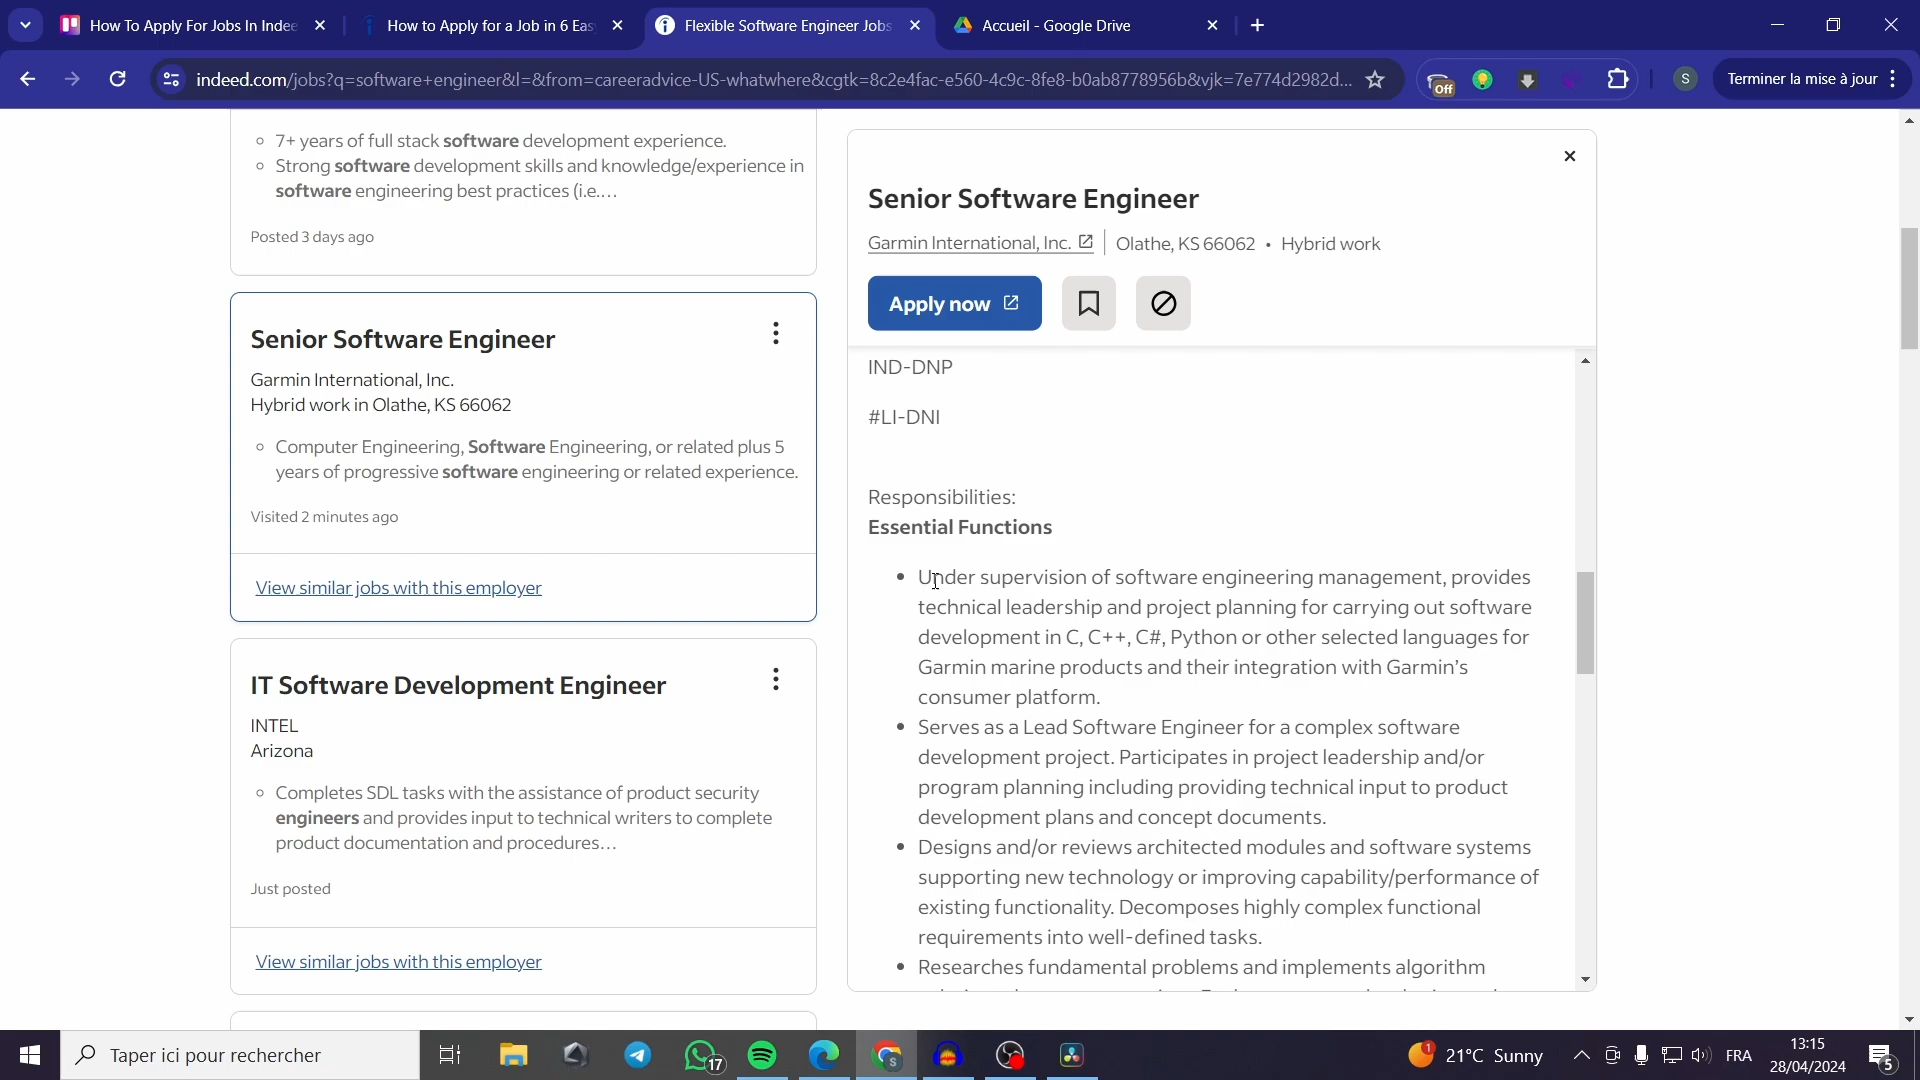 How To Apply For Jobs In Indee
How to Apply for a Job in 6 Eas
Flexible Software Engineer Jobs
Accueil - Google Drive
indeed.com/jobs?q=software+engineer&l=&from=careeradvice-US-whatwhere&cgtk=8c2e4fac-e560-4c9c-8fe8-b0ab8778956b&vjk=7e774d2982d...
Off
S
Terminer la mise à jour
7+ years of full stack software development experience.
Strong software development skills and knowledge/experience in
software engineering best practices (i.e.…
Posted 3 days ago
Senior Software Engineer
Garmin International, Inc.
Hybrid work in Olathe, KS 66062
Computer Engineering, Software Engineering, or related plus 5
years of progressive software engineering or related experience.
Visited 2 minutes ago
View similar jobs with this employer
IT Software Development Engineer
INTEL
Arizona
Completes SDL tasks with the assistance of product security
engineers and provides input to technical writers to complete
product documentation and procedures…
Just posted
View similar jobs with this employer
Senior Software Engineer
Garmin International, Inc.
Olathe, KS 66062 • Hybrid work
Apply now
IND-DNP
#LI-DNI
Responsibilities:
Essential Functions
Under supervision of software engineering management, provides
technical leadership and project planning for carrying out software
development in C, C++, C#, Python or other selected languages for
Garmin marine products and their integration with Garmin’s
consumer platform.
Serves as a Lead Software Engineer for a complex software
development project. Participates in project leadership and/or
program planning including providing technical input to product
development plans and concept documents.
Designs and/or reviews architected modules and software systems
supporting new technology or improving capability/performance of
existing functionality. Decomposes highly complex functional
requirements into well-defined tasks.
Researches fundamental problems and implements algorithm
Taper ici pour rechercher
17
S
1
21°C Sunny
FRA
13:15
28/04/2024
5